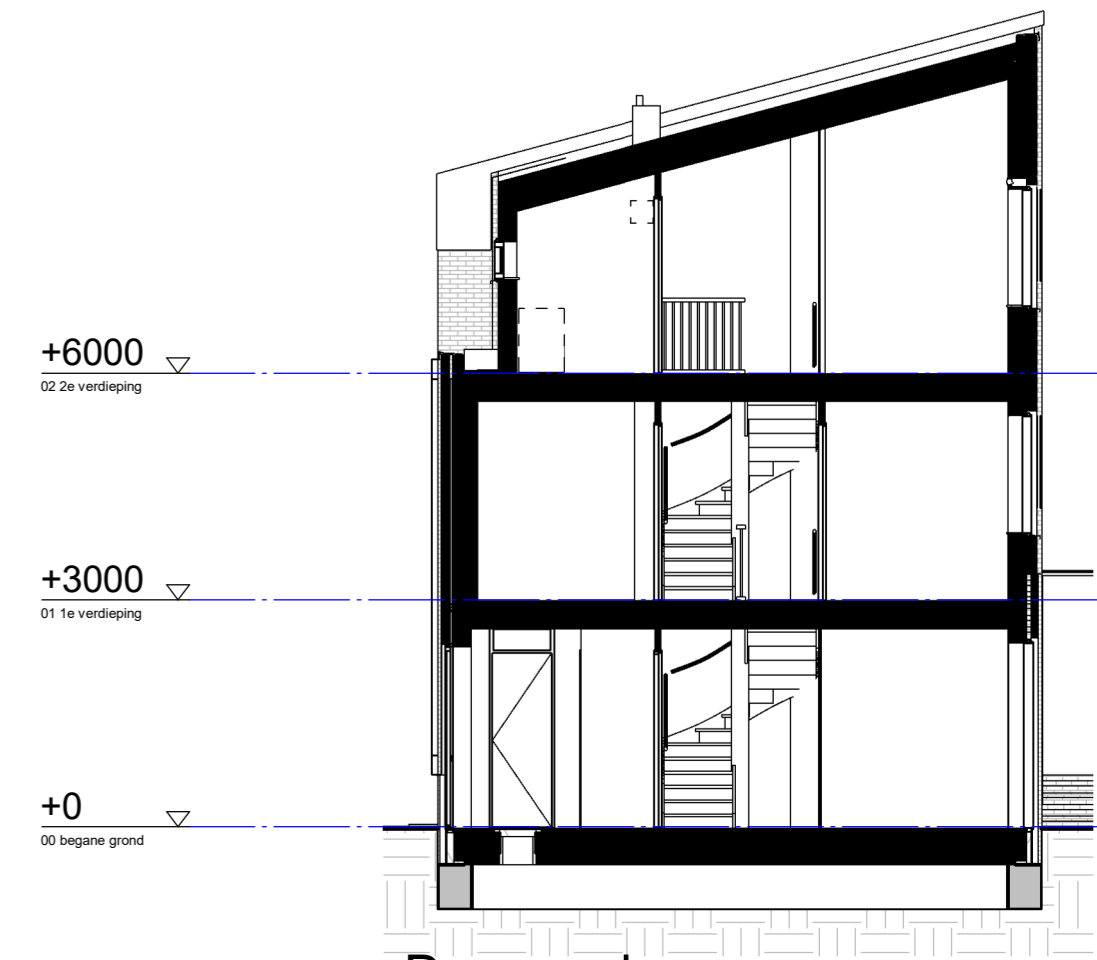 +6000
02 2e verdieping
+3000
01 1e verdieping
+0
00 begane grond